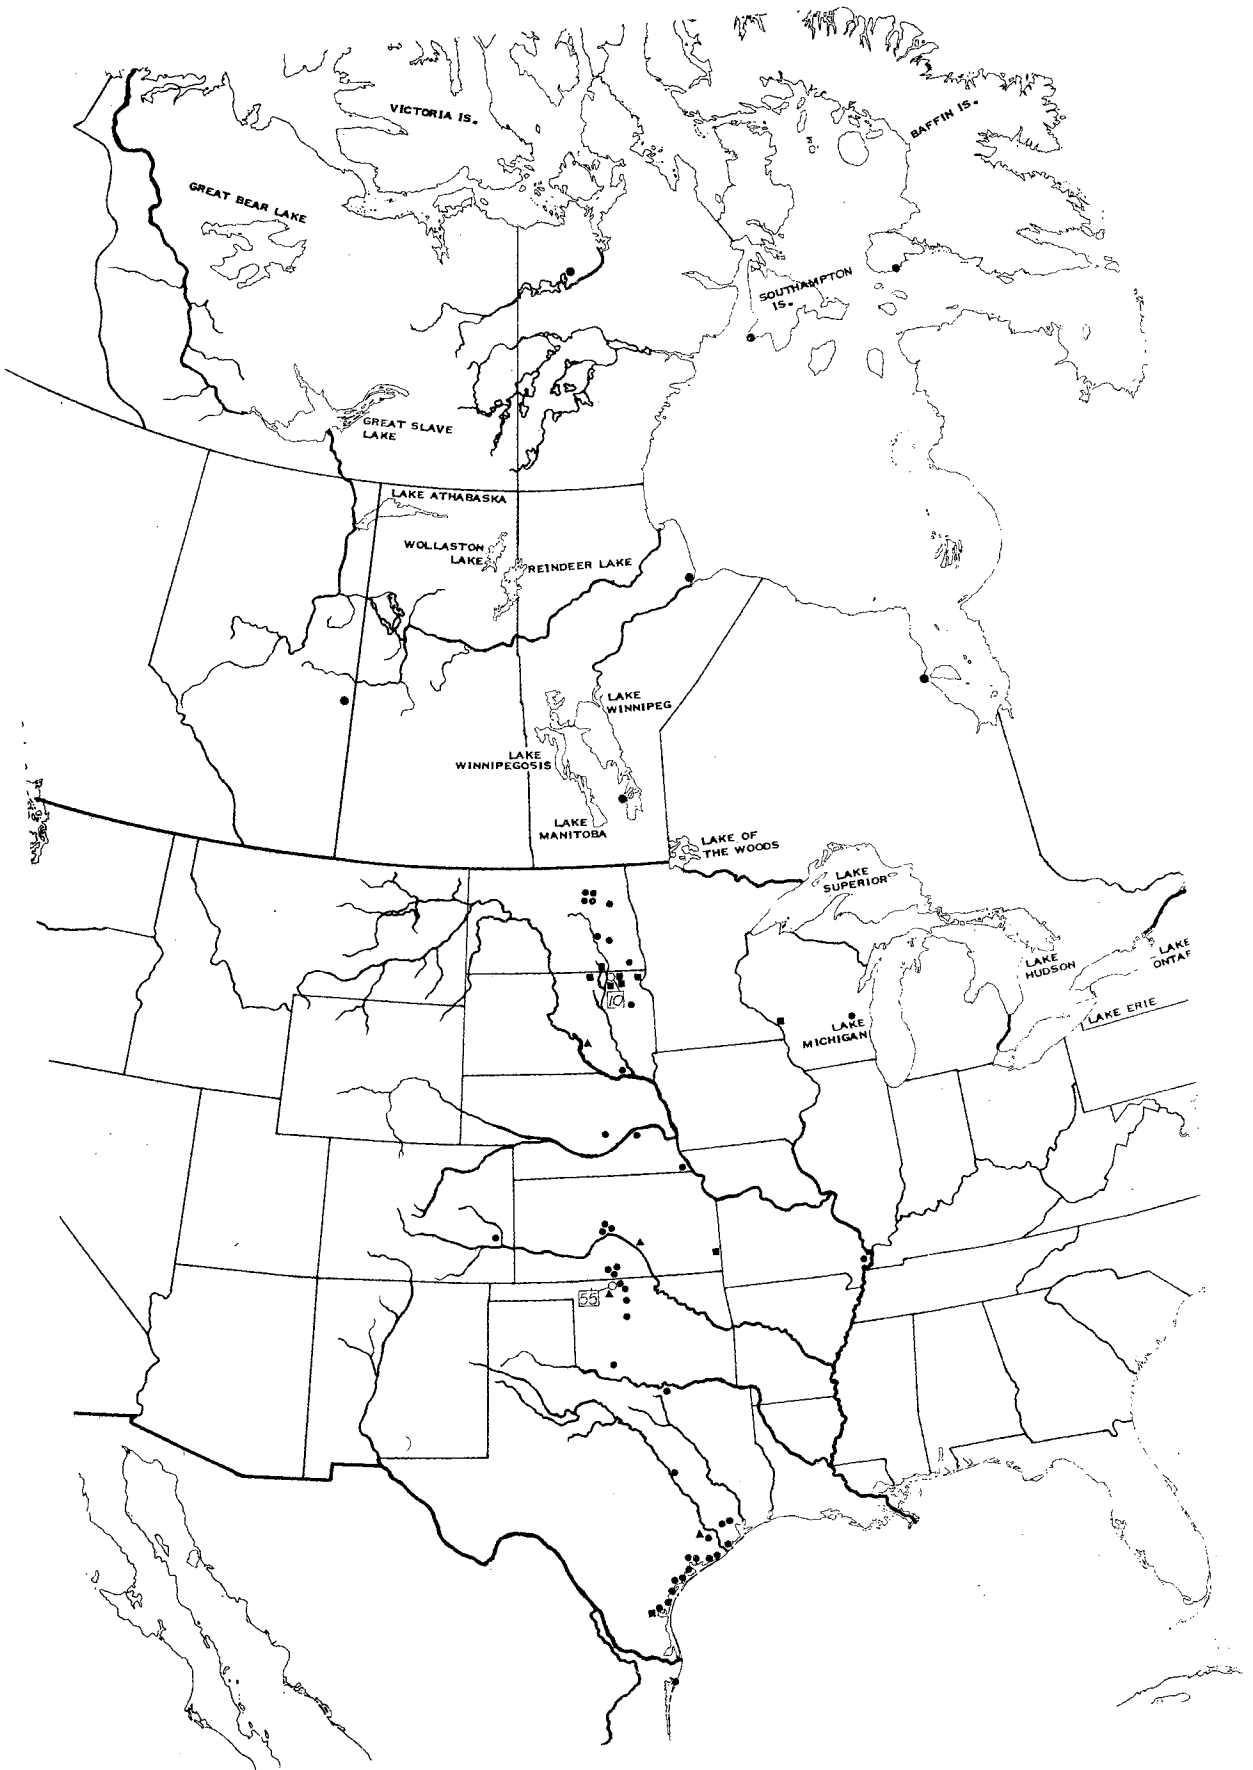 VICTORIA IS.
BAFFIN IS.
GREAT BEAR LAKE
SOUTHAMPTON
IS.
GREAT SLAVE
LAKE
LAKE ATHABASKA
WOLLASTON
LAKE
REINDEER LAKE
LAKE
WINNIPEG
LAKE
WINNIPEGOSIS
LAKE
MANITOBA
LAKE OF
THE WOODS
LAKE
SUPERIOR
LAKE
HUDSON
LAKE
ONTAR
10
LAKE ERIE
LAKE
MICHIGAN
55